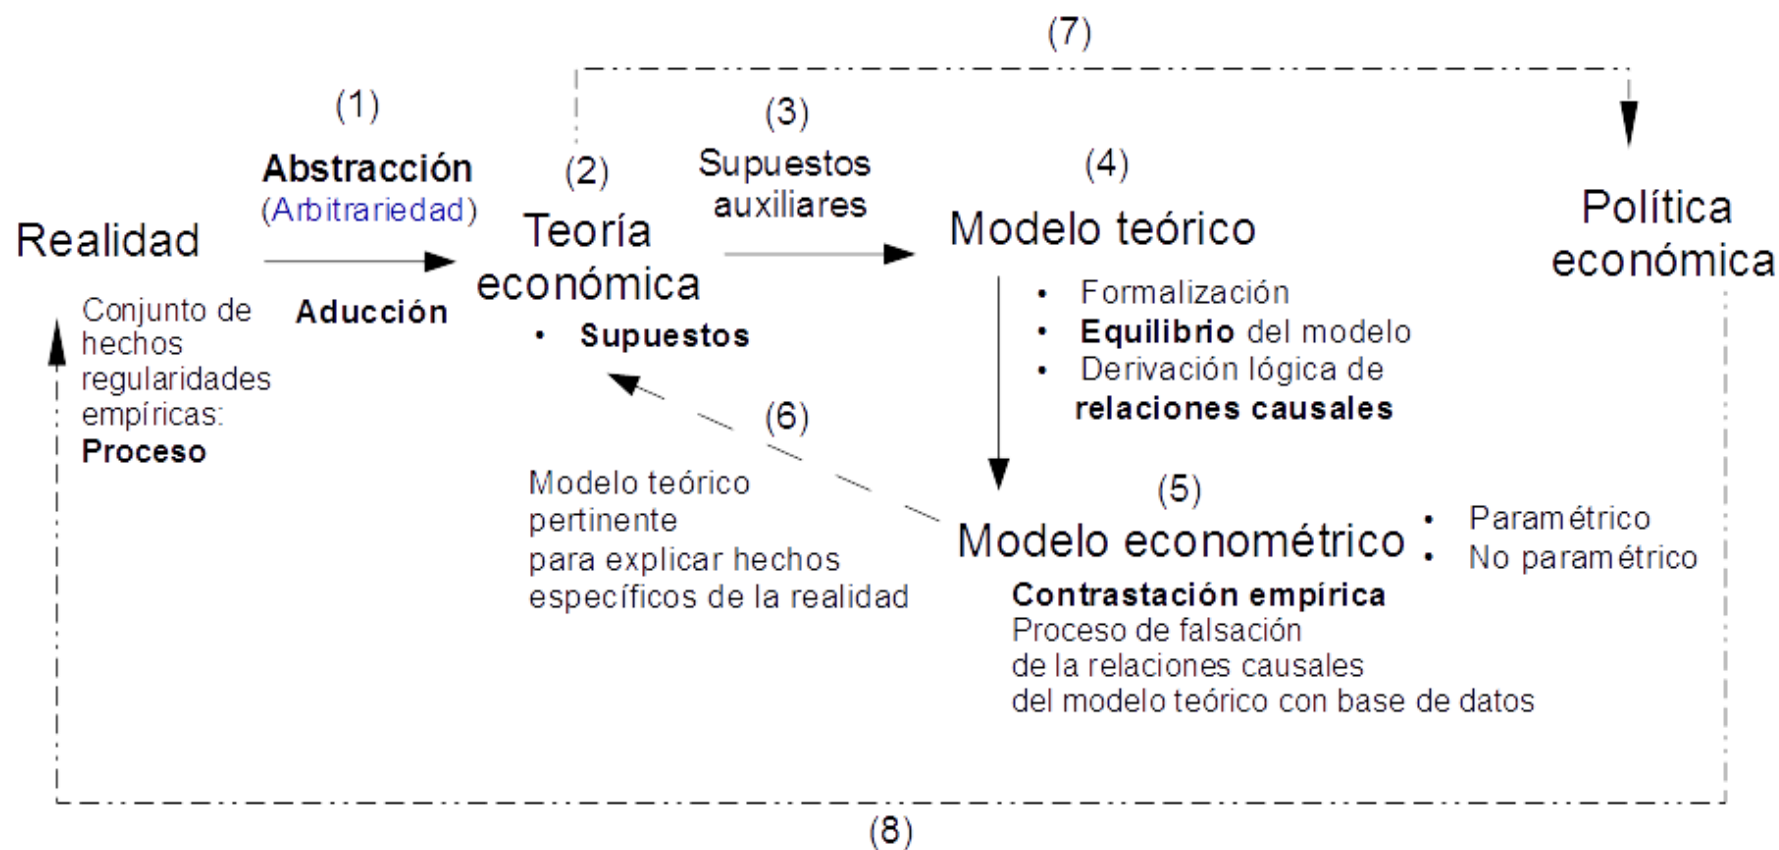 (7)
(1)
Abstracción
(Arbitrariedad)
Realidad
Aducción
Conjunto de
hechos
regularidades
empíricas:
Proceso
(2)
Teoría
económica
• Supuestos
(3)
Supuestos
auxiliares
(4)
Modelo teórico
• Formalización
• Equilibrio del modelo
• Derivación lógica de
relaciones causales
Política
económica
(6)
Modelo teórico
pertinente
para explicar hechos
específicos de la realidad
(5)
Modelo econométrico
• Paramétrico
• No paramétrico
Contrastación empírica
Proceso de falsación
de la relaciones causales
del modelo teórico con base de datos
(8)